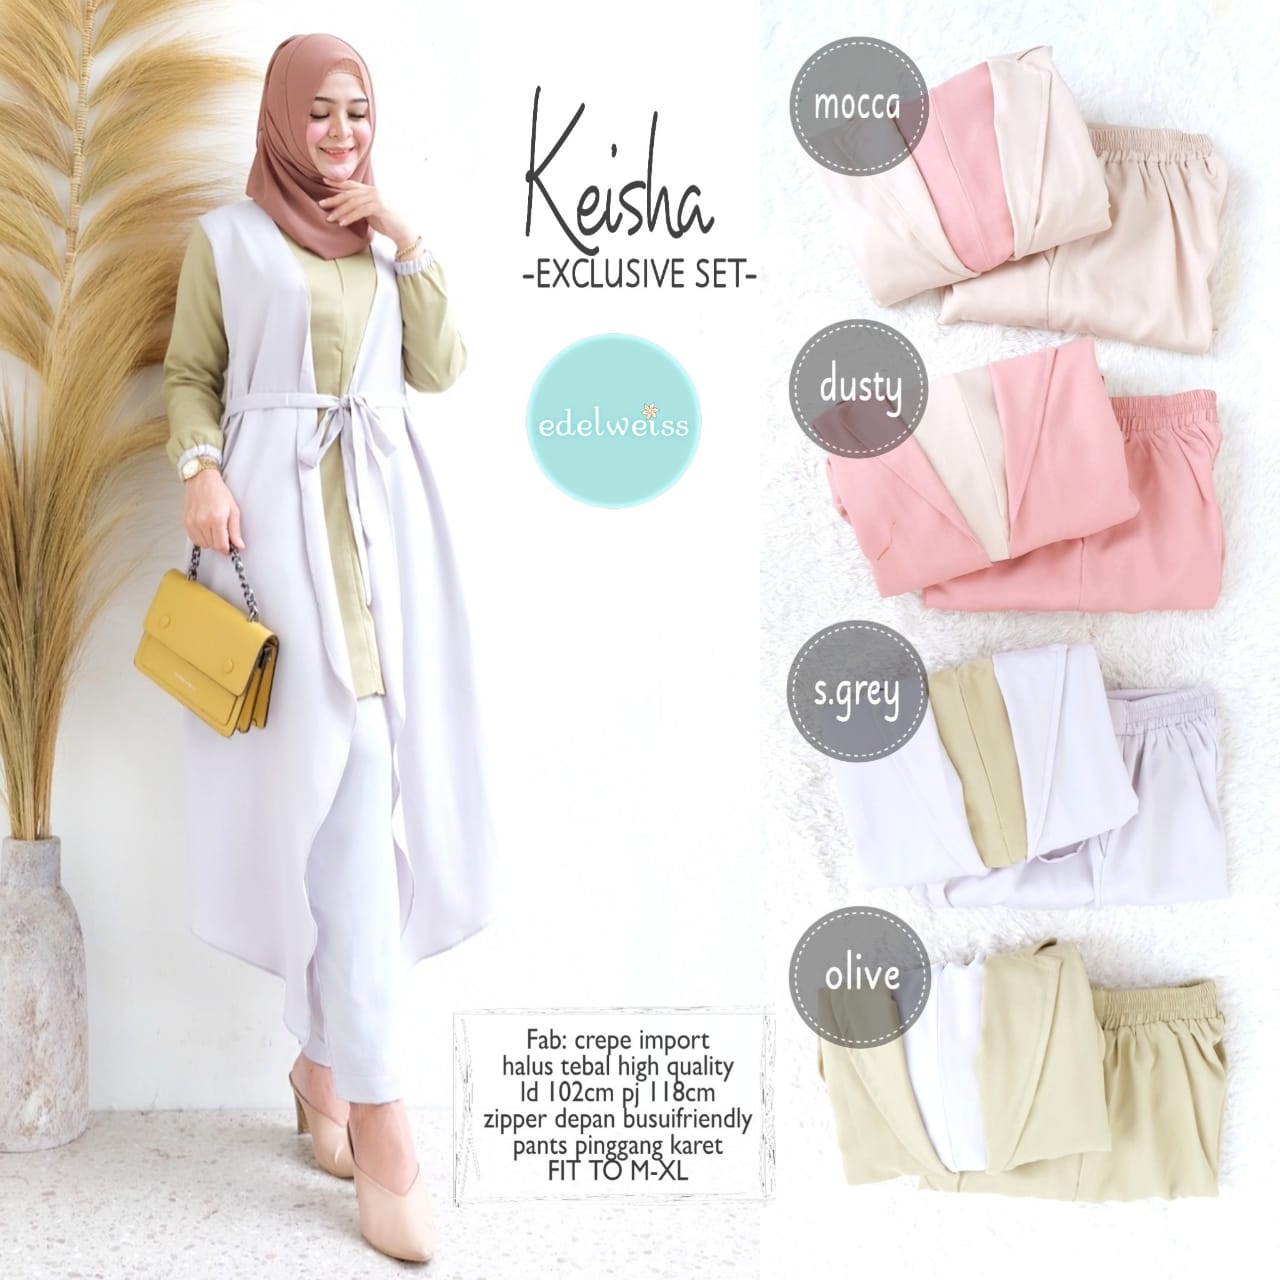 Keisha
-EXCLUSIVE SET-
edelweiss
mocca
dusty
s.grey
olive
Fab: crepe import
halus tebal high quality
ld 102cm pj 118cm
zipper depan busuifriendly
pants pinggang karet
FIT TO M-XL